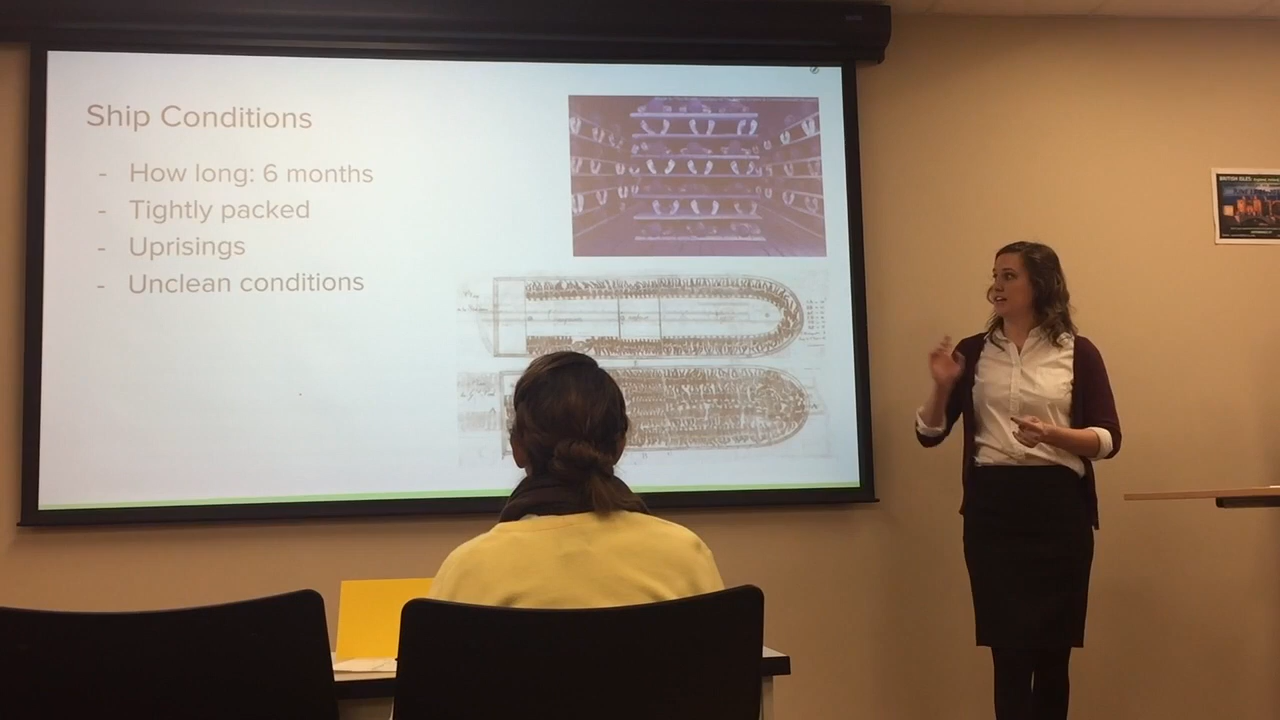 Ship Conditions
- How long: 6 months
- Tightly packed
- Uprisings
- Unclean conditions
BRITISH ISLES: